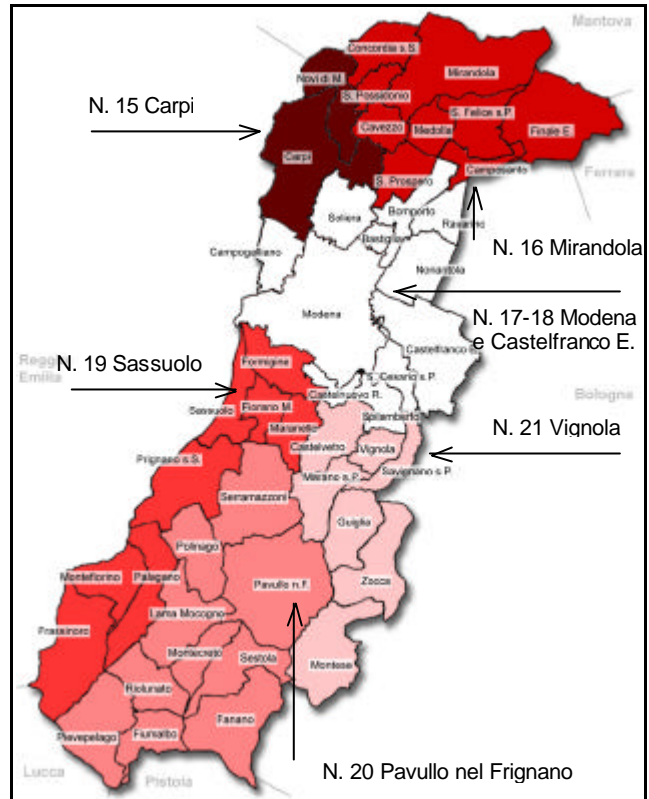 Mantova
Concordia s.S.
Mirandola
Novi di M.
S. Possidonio
N. 15 Carpi
S. Felice s.P.
Cavezzo
Medolla
Finale E.
Carpi
Camposanto
S. Prospero
Ferrara
Soliera
Bomporto
Ravarino
Bastiglia
N. 16 Mirandola
Campogalliano
Nonantola
Modena
N. 17-18 Modena
e Castelfranco E.
Castelfranco E.
Reggio
Emilia
N. 19 Sassuolo
Formigine
S. Cesario s.P.
Castelnuovo R.
Bologna
Sassuolo
Fiorano M.
Spilamberto
Maranello
N. 21 Vignola
Castelvetro
Vignola
Prignano s.S.
Marano s.P.
Savignano s.P.
Serramazzoni
Guiglia
Polinago
Zocca
Montefiorino
Palagano
Pavullo n.F.
Lama Mocogno
Frassinoro
Montecreto
Sestola
Montese
Riolunato
Fanano
Pievepelago
Fiumalbo
Lucca
Pistoia
N. 20 Pavullo nel Frignano